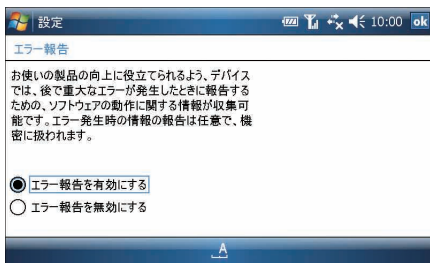 設定 10:00 ok
エラー報告
お使いの製品の向上に役立てられるよう、デバイス
では、後で重大なエラーが発生したときに報告する
ための、ソフトウェアの動作に関する情報が収集可
能です。エラー発生時の情報の報告は任意で、機
密に扱われます。
エラー報告を有効にする
エラー報告を無効にする
A